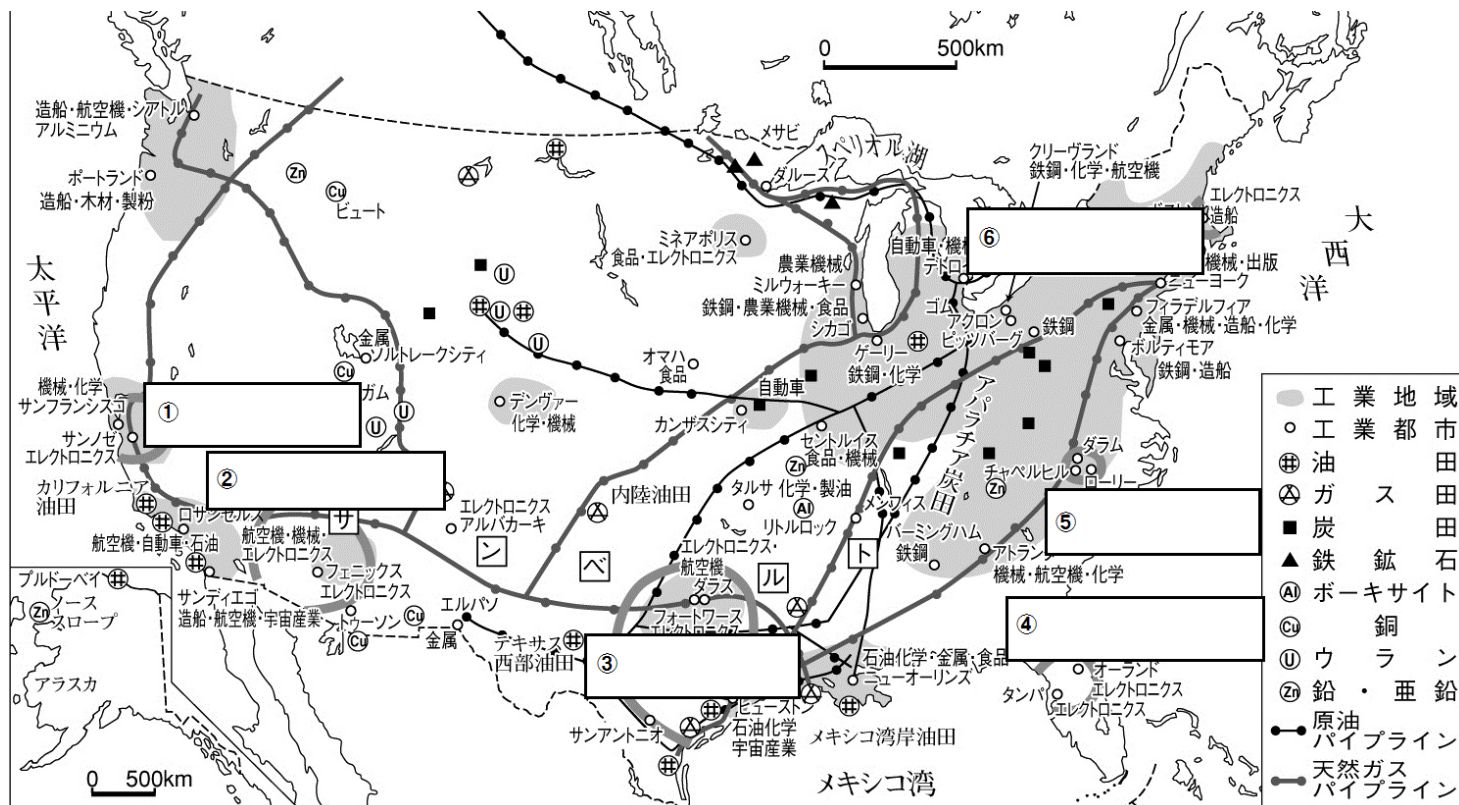 0 500km
造船・航空機・シアトル
アルミニウム
ポートランド
造船・木材・製粉
Zn
Cu
ビュート
メサビ
ペリオル湖
ダルース
クリーヴランド
鉄鋼・化学・航空機
エレクトロニクス
造船
⑥
大西洋
太平洋
ミネアポリス
食品・エレクトロニクス
農業機械
ミルウォーキー
鉄鋼・農業機械・食品
シカゴ
自動車・機械
デトロ
機械・出版
ニューヨーク
フィラデルフィア
金属・機械・造船・化学
ボルティモア
鉄鋼・造船
ゴム
アクロン
ピッツバーグ
鉄鋼
ゲーリー
鉄鋼・化学
U
U
U
金属
ソルトレークシティ
Cu
ガム
U
U
オマハ
食品
自動車
カンザスシティ
デンヴァー
化学・機械
機械・化学
サンフランシスコ
サンノゼ
エレクトロニクス
①
②
カリフォルニア
油田
ロサンゼルス
航空機・自動車・石油
航空機・機械・
エレクトロニクス
フェニックス
エレクトロニクス
サンディエゴ
造船・航空機・宇宙産業
トゥーソン
Cu
Cu
エレクトロニクス
アルバカーキ
エルパソ
金属
サ
ン
ベ
ル
ト
内陸油田
セントルイス
食品・機械
Zn
タルサ
化学・製油
Al
リトルロック
メンフィス
アパラチア炭田
Zn
チャペルヒル
ダラム
ローリー
バーミングハム
鉄鋼
アトラン
機械・航空機・化学
⑤
④
エレクトロニクス・
航空機
ダラス
フォートワース
エレクトロニクス
テキサス
西部油田
③
石油化学・金属・食品
ニューオーリンズ
ヒューストン
石油化学
宇宙産業
サンアントニオ
メキシコ湾岸油田
メキシコ湾
オーランド
エレクトロニクス
タンパ
エレクトロニクス
プルドーベイ
Zn
ノース
スロープ
アラスカ
0 500km
工業地域
工業都市
油田
ガス田
炭田
鉄鉱石
Al ボーキサイト
Cu 銅
U ウラン
Zn 鉛・亜鉛
原油
パイプライン
天然ガス
パイプライン